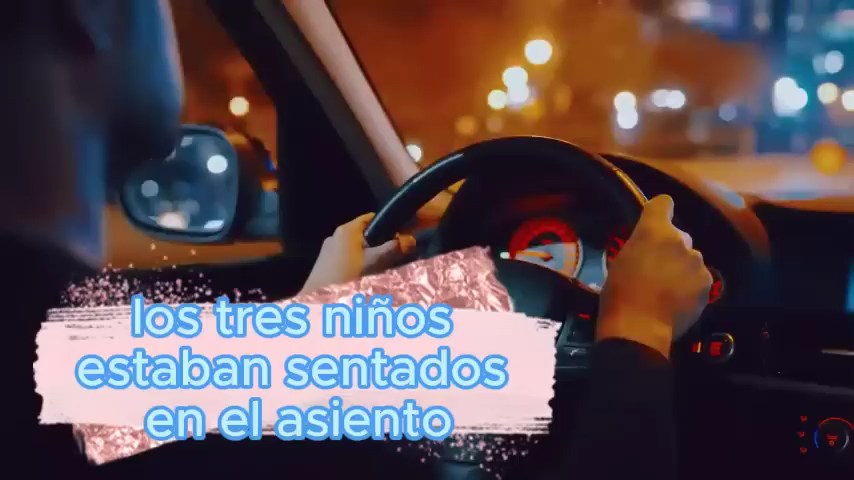 los tres niños
estaban sentados
en el asiento